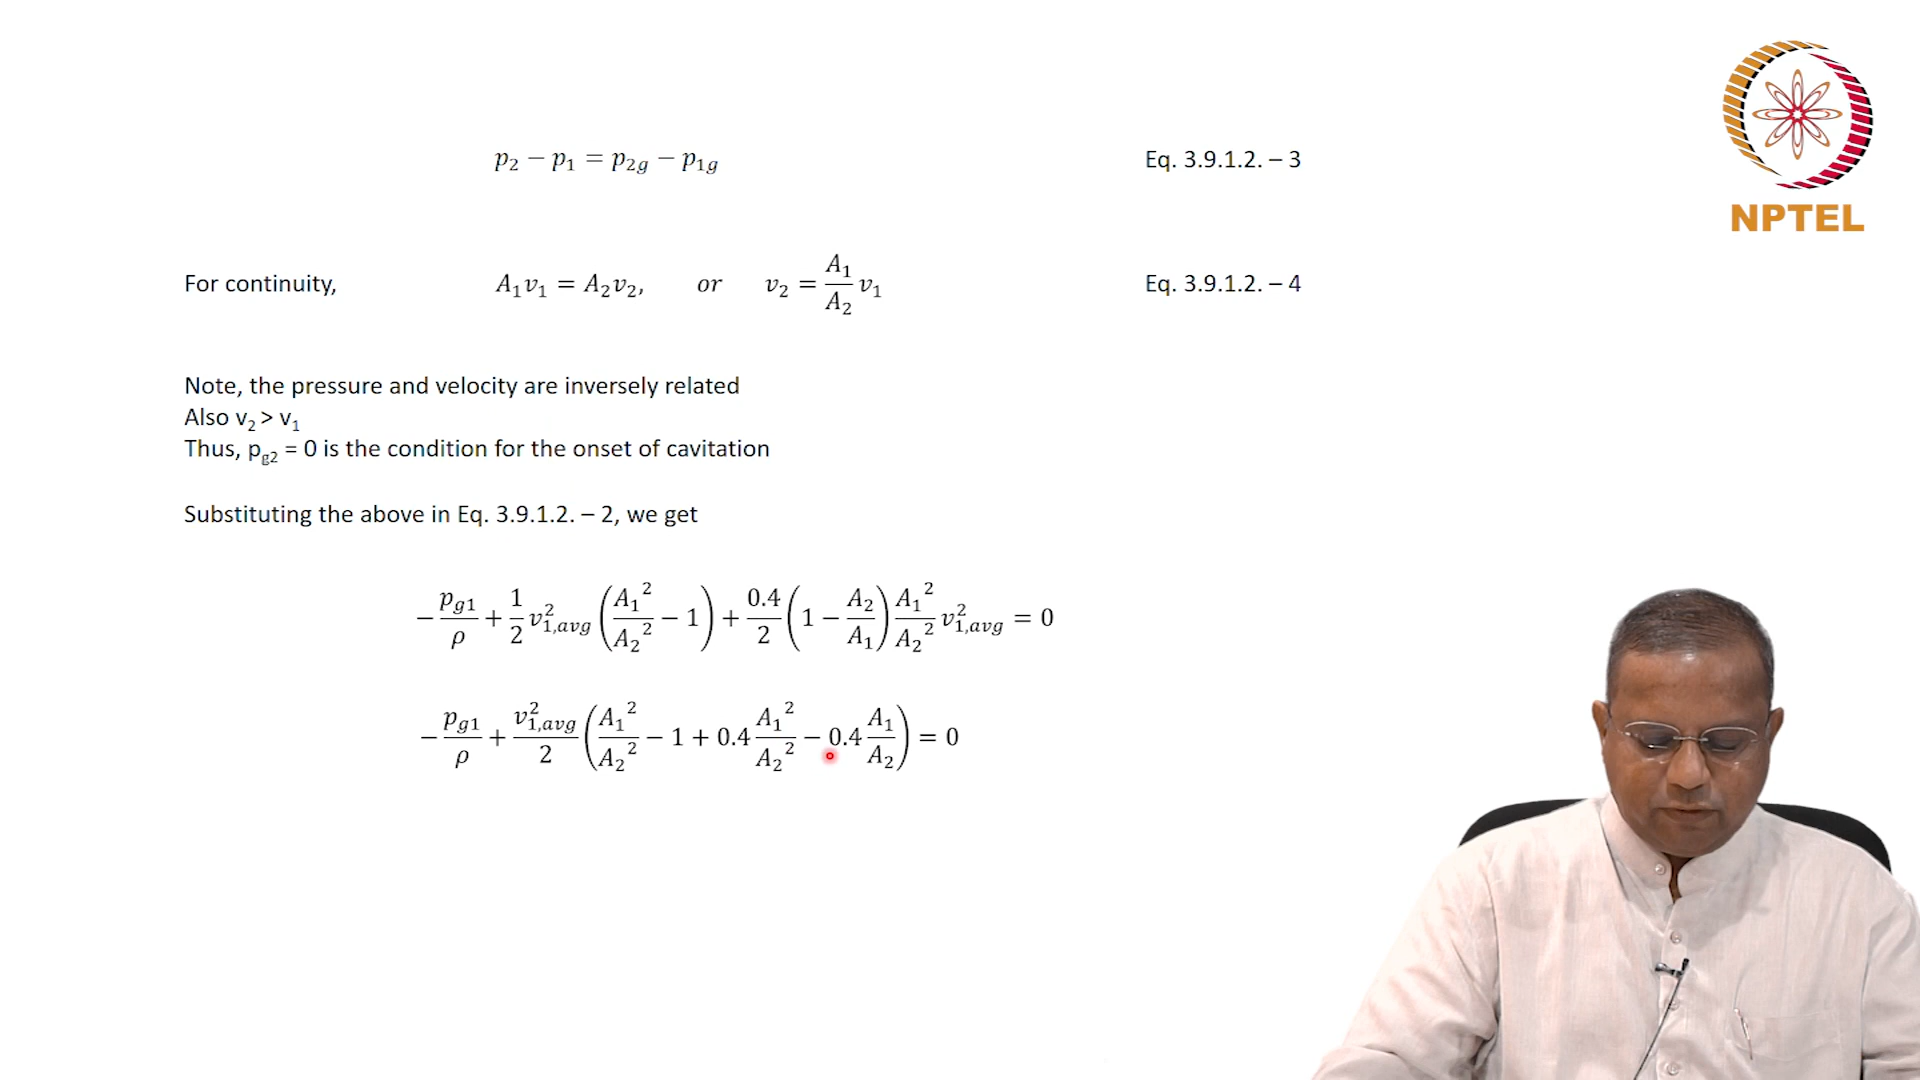 p₂ − p₁ = p₂g − p₁g Eq. 3.9.1.2. – 3
NPTEL
For continuity, A₁v₁ = A₂v₂, or v₂ = A₁/A₂ v₁ Eq. 3.9.1.2. – 4
Note, the pressure and velocity are inversely related
Also v₂ > v₁
Thus, p_g2 = 0 is the condition for the onset of cavitation
Substituting the above in Eq. 3.9.1.2. – 2, we get
− p_g1/ρ + 1/2 v²_1,avg (A₁²/A₂² − 1) + 0.4/2 (1 − A₂/A₁) A₁²/A₂² v²_1,avg = 0
− p_g1/ρ + v²_1,avg/2 (A₁²/A₂² − 1 + 0.4 A₁²/A₂² − 0.4 A₁/A₂) = 0